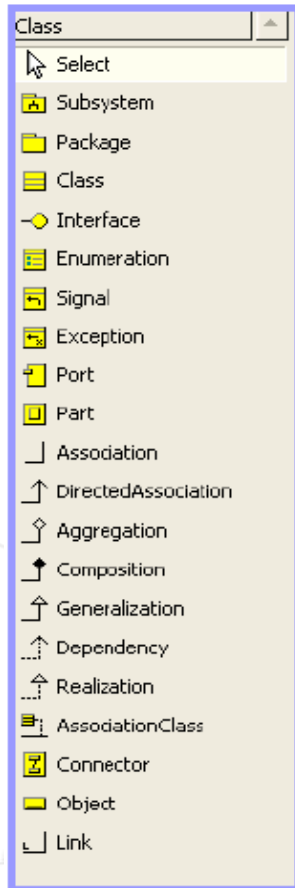 Class
Select
Subsystem
Package
Class
Interface
Enumeration
Signal
Exception
Port
Part
Association
DirectedAssociation
Aggregation
Composition
Generalization
Dependency
Realization
AssociationClass
Connector
Object
Link